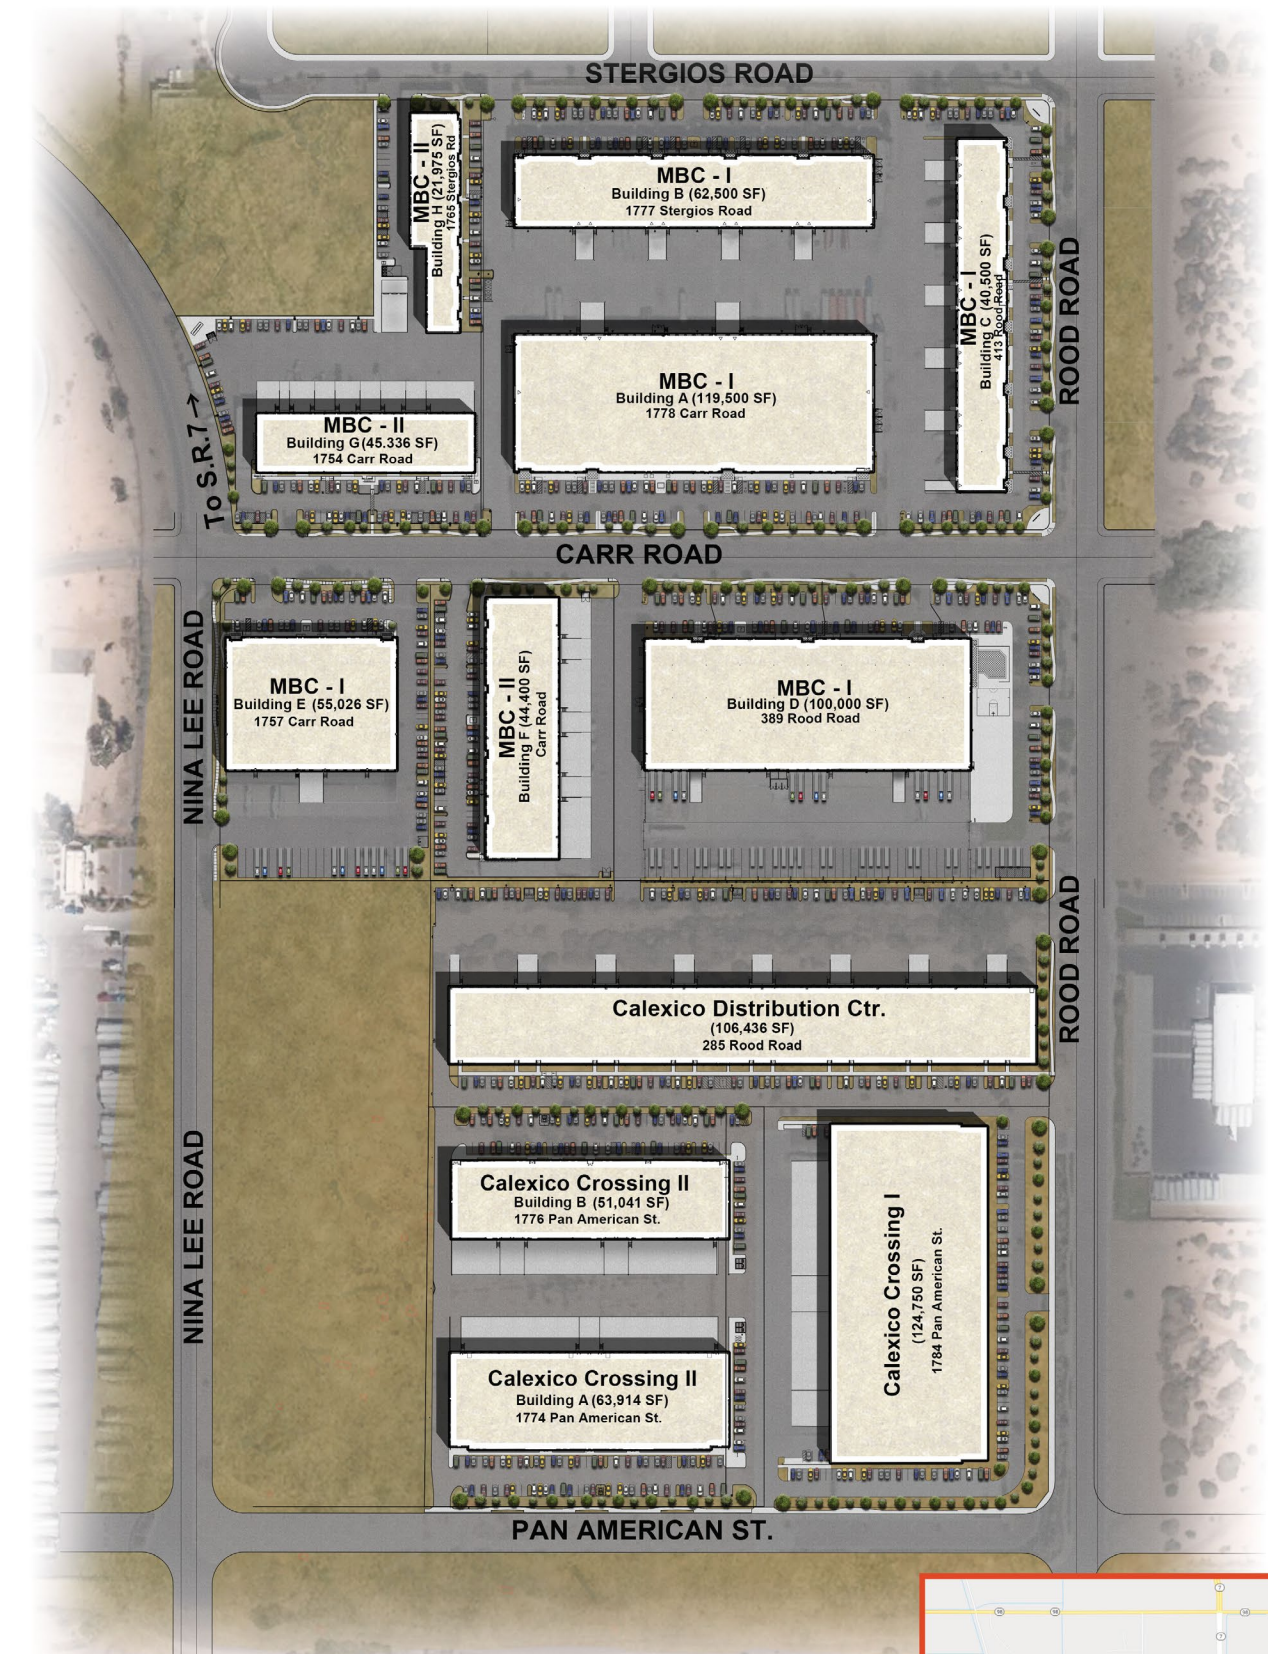 STERGIOS ROAD
MBC - II
Building H (21,975 SF)
1765 Stergios Rd
MBC - I
Building B (62,500 SF)
1777 Stergios Road
MBC - I
Building C (40,500 SF)
413 Rood Road
ROOD ROAD
MBC - I
Building A (119,500 SF)
1778 Carr Road
To S.R.7 →
MBC - II
Building G (45.336 SF)
1754 Carr Road
CARR ROAD
NINA LEE ROAD
MBC - I
Building E (55,026 SF)
1757 Carr Road
MBC - II
Building F (44,400 SF)
Carr Road
MBC - I
Building D (100,000 SF)
389 Rood Road
ROOD ROAD
Calexico Distribution Ctr.
(106,436 SF)
285 Rood Road
NINA LEE ROAD
Calexico Crossing II
Building B (51,041 SF)
1776 Pan American St.
Calexico Crossing I
(124,750 SF)
1784 Pan American St.
Calexico Crossing II
Building A (63,914 SF)
1774 Pan American St.
PAN AMERICAN ST.
7
98
98
98
7